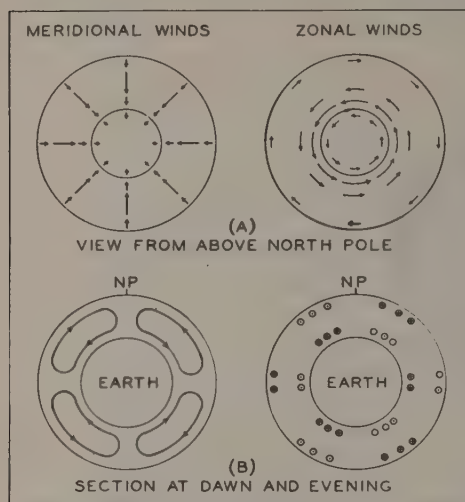 MERIDIONAL WINDS
ZONAL WINDS
(A)
VIEW FROM ABOVE NORTH POLE
NP
NP
EARTH
EARTH
(B)
SECTION AT DAWN AND EVENING